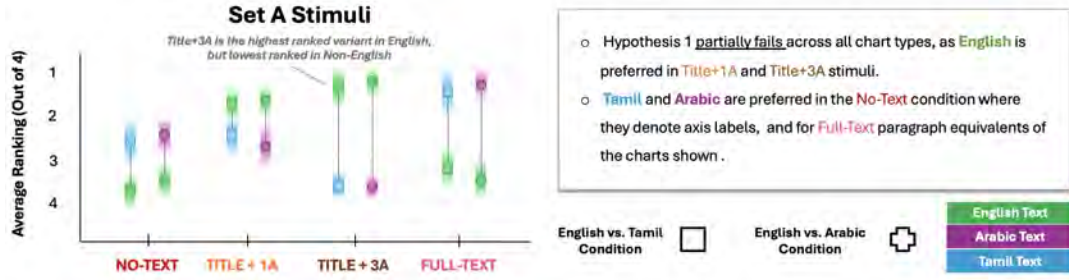 Set A Stimuli
Title+3A is the highest ranked variant in English,
but lowest ranked in Non-English
Average Ranking (Out of 4)
1
2
3
4
NO-TEXT
TITLE + 1A
TITLE + 3A
FULL-TEXT
○ Hypothesis 1 partially fails across all chart types, as English is
preferred in Title+1A and Title+3A stimuli.
○ Tamil and Arabic are preferred in the No-Text condition where
they denote axis labels, and for Full-Text paragraph equivalents of
the charts shown .
English vs. Tamil
Condition
English vs. Arabic
Condition
English Text
Arabic Text
Tamil Text